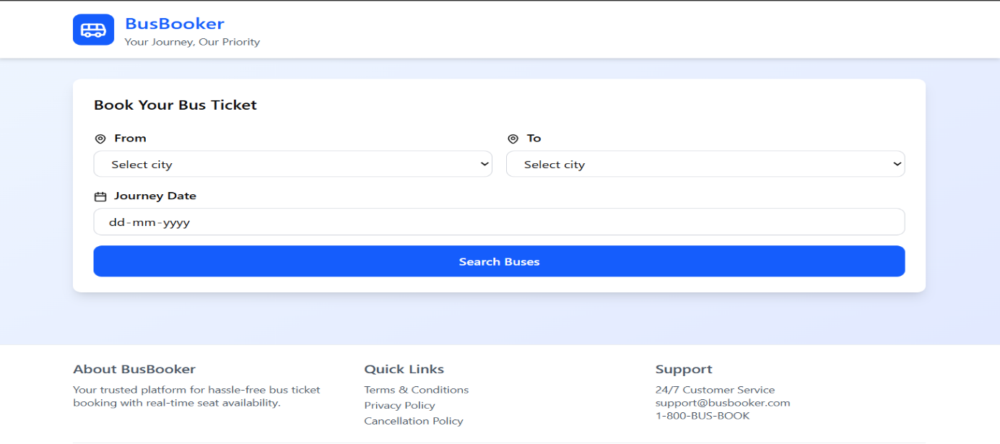 BusBooker
Your Journey, Our Priority
Book Your Bus Ticket
From
Select city
To
Select city
Journey Date
dd-mm-yyyy
Search Buses
About BusBooker
Your trusted platform for hassle-free bus ticket
booking with real-time seat availability.
Quick Links
Terms & Conditions
Privacy Policy
Cancellation Policy
Support
24/7 Customer Service
support@busbooker.com
1-800-BUS-BOOK